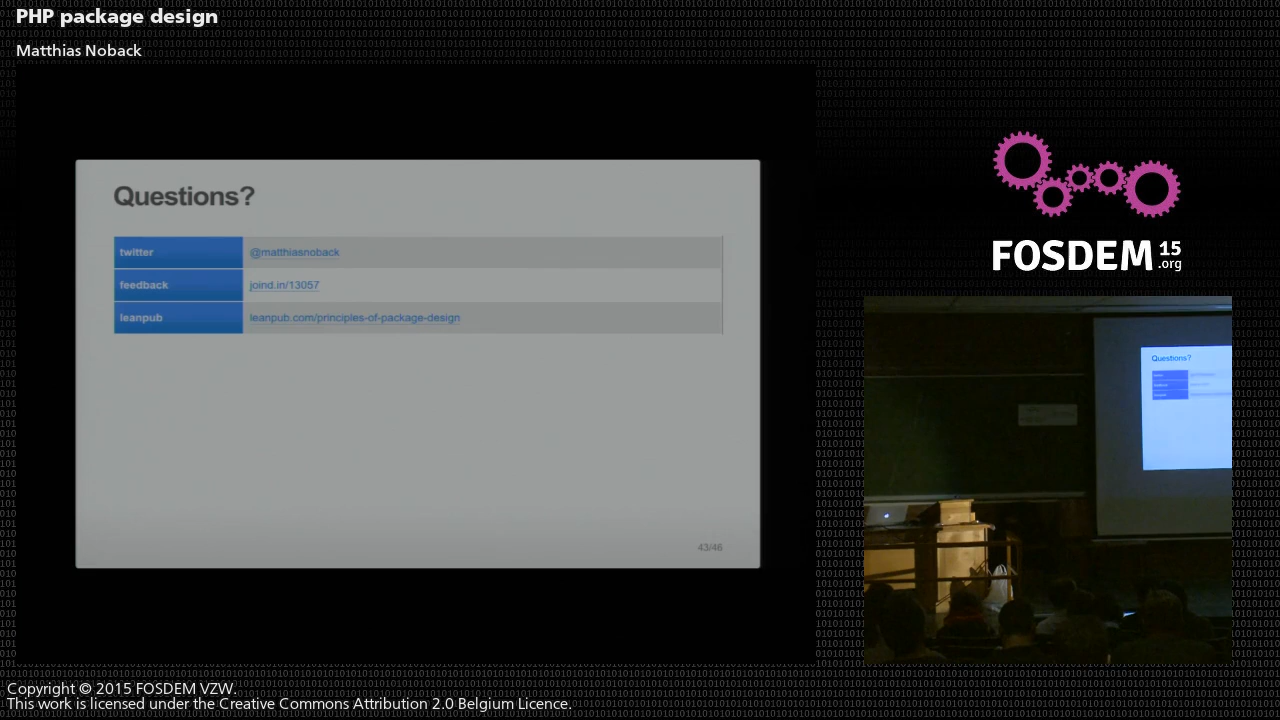 PHP package design
Matthias Noback
Questions?
twitter @matthiasnoback
feedback joind.in/13057
leanpub leanpub.com/principles-of-package-design
43/46
FOSDEM 15
.org
Questions?
Copyright © 2015 FOSDEM VZW.
This work is licensed under the Creative Commons Attribution 2.0 Belgium Licence.